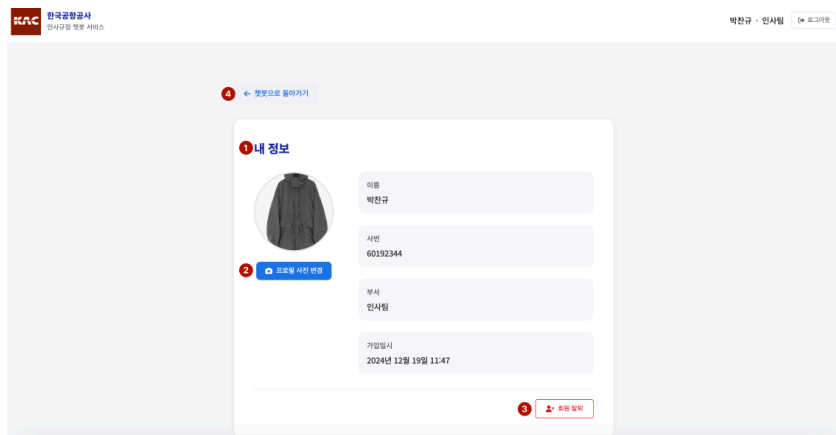 KAC
한국공항공사
인사규정 챗봇 서비스
박찬규 · 인사팀
로그아웃
4
← 챗봇으로 돌아가기
1
내 정보
이름
박찬규
사번
60192344
2
프로필 사진 변경
부서
인사팀
가입일시
2024년 12월 19일 11:47
3
회원 탈퇴